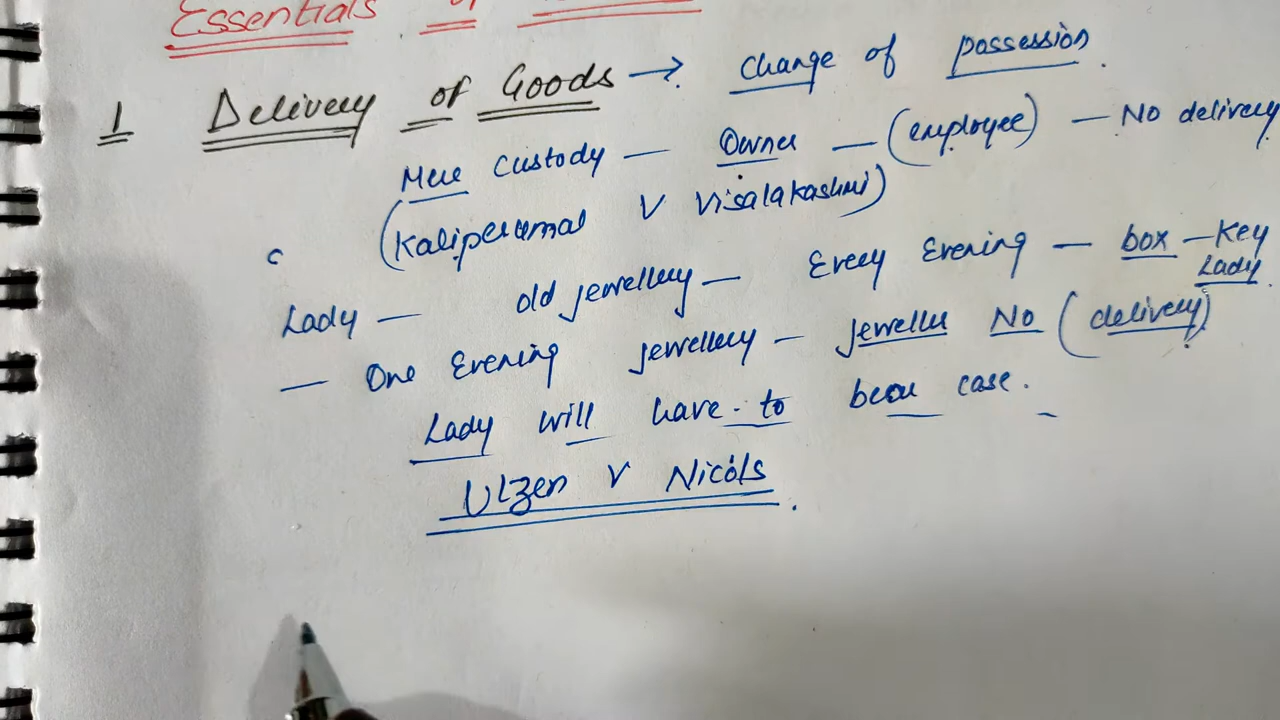 Essentials of
1 Delivery of Goods → change of possession.
Mere custody — Owner — (employee) — No delivery
(Kaliperumal V Visalakashmi)
Lady — old jewellery — Every Evening — box — Key
Lady.
— One Evening jewellery — jeweller No (delivery)
Lady will have to bear case.
Ulzen V Nicols.